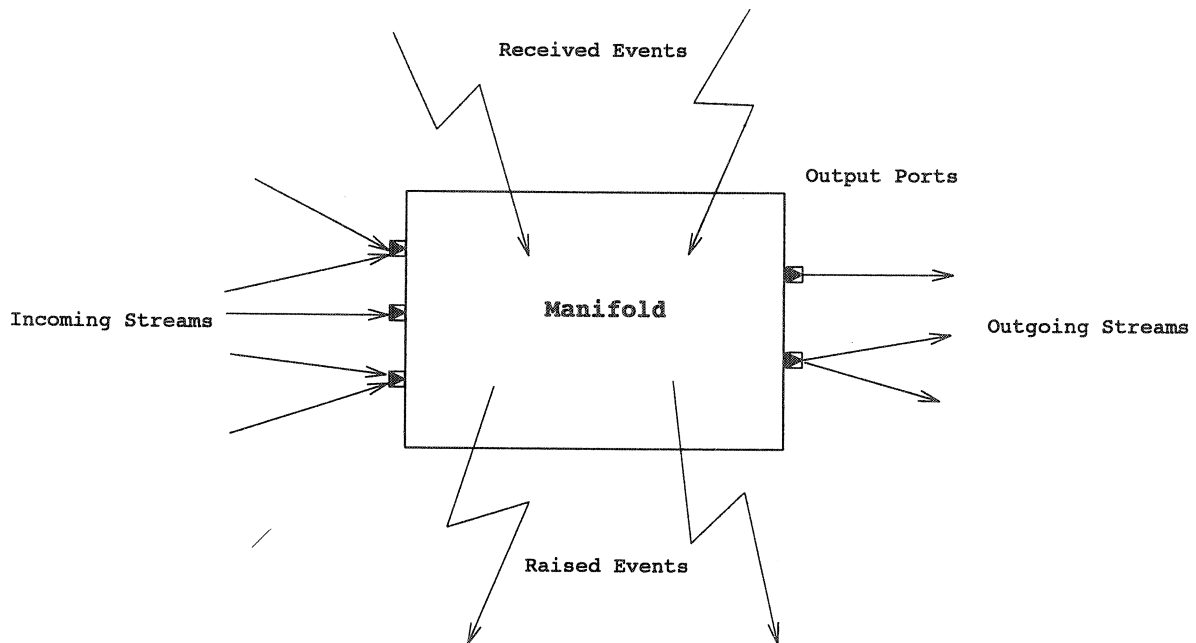 Received Events
Output Ports
Manifold
Incoming Streams
Outgoing Streams
Raised Events